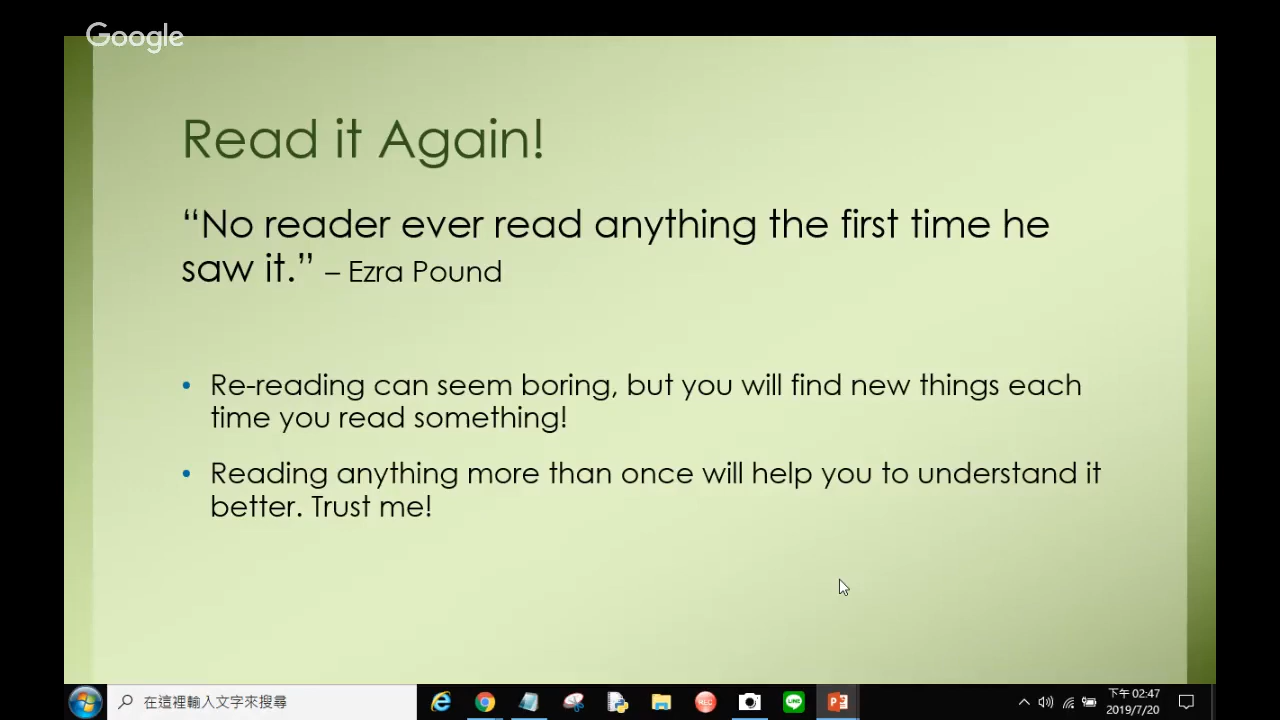 Google
Read it Again!
“No reader ever read anything the first time he
saw it.” – Ezra Pound
• Re-reading can seem boring, but you will find new things each
time you read something!
• Reading anything more than once will help you to understand it
better. Trust me!
在這裡輸入文字來搜尋
REC
下午 02:47
2019/7/20